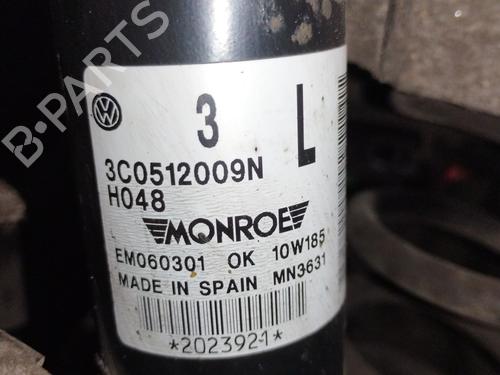 B-PARTS
3 L
3C0512009N
H048
MONROE
EM060301 OK 10W185
MADE IN SPAIN MN3631
*2023921*